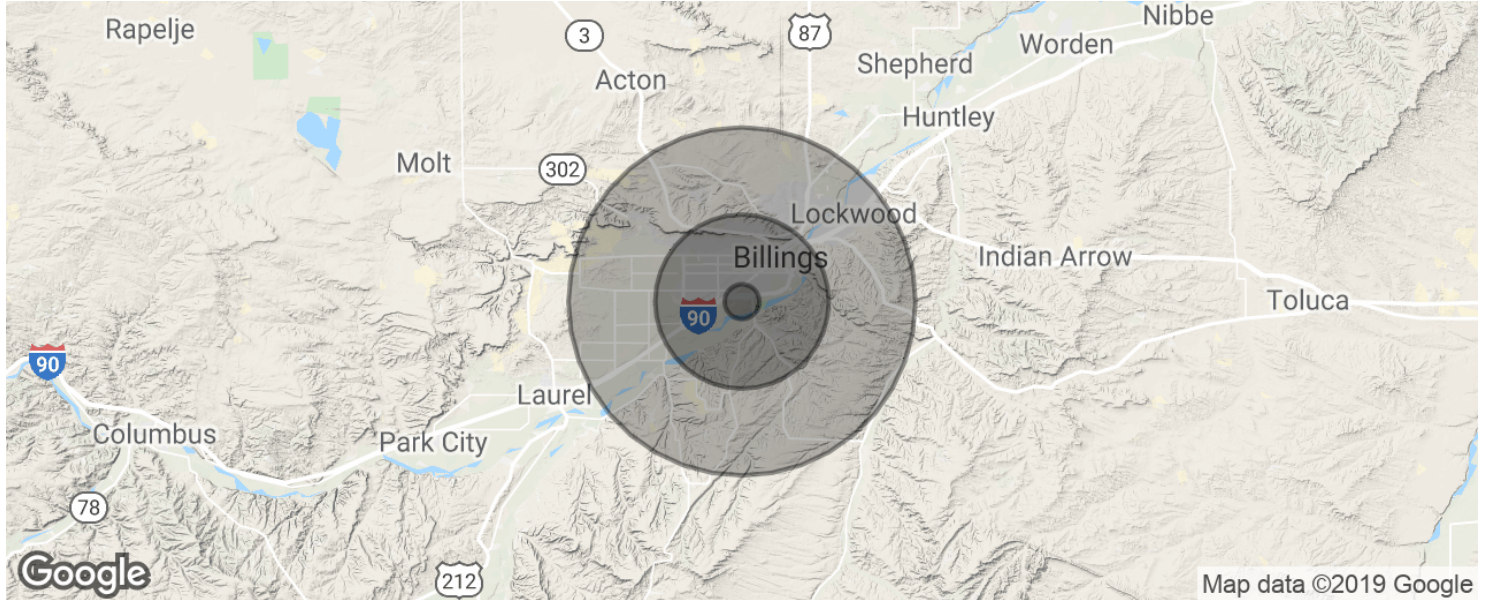 Rapelje
3
87
Nibbe
Worden
Shepherd
Acton
Huntley
Molt
302
Lockwood
Billings
Indian Arrow
Toluca
90
90
Laurel
Columbus
Park City
78
212
Google
Map data ©2019 Google